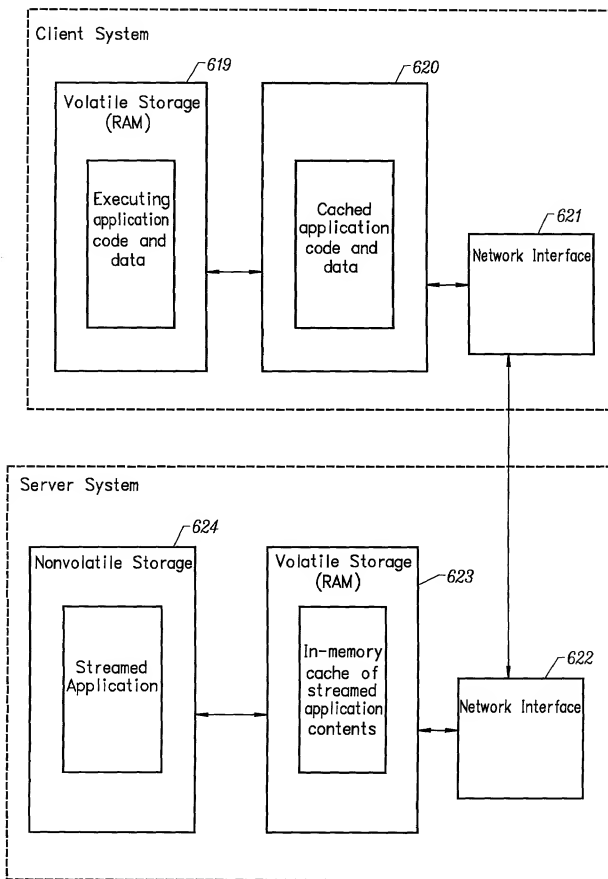 Client System
619
Volatile Storage
(RAM)
Executing
application
code and
data
620
Cached
application
code and
data
621
Network Interface
Server System
624
Nonvolatile Storage
Streamed
Application
Volatile Storage
(RAM)
623
In-memory
cache of
streamed
application
contents
622
Network Interface